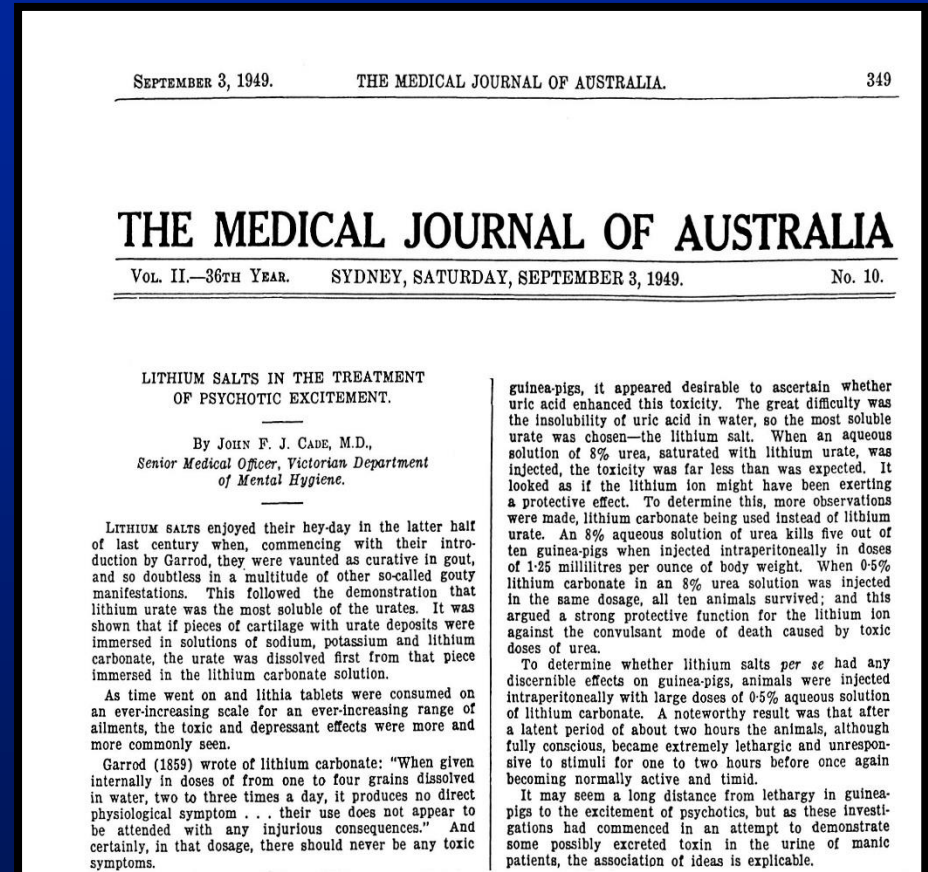 SEPTEMBER 3, 1949. THE MEDICAL JOURNAL OF AUSTRALIA. 349
THE MEDICAL JOURNAL OF AUSTRALIA
VOL. II.—36TH YEAR. SYDNEY, SATURDAY, SEPTEMBER 3, 1949. No. 10.
LITHIUM SALTS IN THE TREATMENT
OF PSYCHOTIC EXCITEMENT.
By JOHN F. J. CADE, M.D.,
Senior Medical Officer, Victorian Department
of Mental Hygiene.
LITHIUM SALTS enjoyed their hey-day in the latter half
of last century when, commencing with their intro-
duction by Garrod, they were vaunted as curative in gout,
and so doubtless in a multitude of other so-called gouty
manifestations. This followed the demonstration that
lithium urate was the most soluble of the urates. It was
shown that if pieces of cartilage with urate deposits were
immersed in solutions of sodium, potassium and lithium
carbonate, the urate was dissolved first from that piece
immersed in the lithium carbonate solution.
As time went on and lithia tablets were consumed on
an ever-increasing scale for an ever-increasing range of
ailments, the toxic and depressant effects were more and
more commonly seen.
Garrod (1859) wrote of lithium carbonate: "When given
internally in doses of from one to four grains dissolved
in water, two to three times a day, it produces no direct
physiological symptom . . . their use does not appear to
be attended with any injurious consequences." And
certainly, in that dosage, there should never be any toxic
symptoms.
guinea-pigs, it appeared desirable to ascertain whether
uric acid enhanced this toxicity. The great difficulty was
the insolubility of uric acid in water, so the most soluble
urate was chosen—the lithium salt. When an aqueous
solution of 8% urea, saturated with lithium urate, was
injected, the toxicity was far less than was expected. It
looked as if the lithium ion might have been exerting
a protective effect. To determine this, more observations
were made, lithium carbonate being used instead of lithium
urate. An 8% aqueous solution of urea kills five out of
ten guinea-pigs when injected intraperitoneally in doses
of 1·25 millilitres per ounce of body weight. When 0·5%
lithium carbonate in an 8% urea solution was injected
in the same dosage, all ten animals survived; and this
argued a strong protective function for the lithium ion
against the convulsant mode of death caused by toxic
doses of urea.
To determine whether lithium salts per se had any
discernible effects on guinea-pigs, animals were injected
intraperitoneally with large doses of 0·5% aqueous solution
of lithium carbonate. A noteworthy result was that after
a latent period of about two hours the animals, although
fully conscious, became extremely lethargic and unrespon-
sive to stimuli for one to two hours before once again
becoming normally active and timid.
It may seem a long distance from lethargy in guinea-
pigs to the excitement of psychotics, but as these investi-
gations had commenced in an attempt to demonstrate
some possibly excreted toxin in the urine of manic
patients, the association of ideas is explicable.